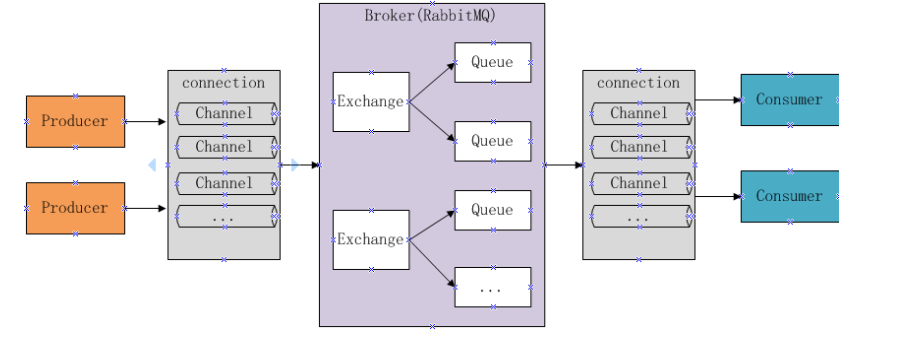 Broker(RabbitMQ)
Producer
Producer
connection
Channel
Channel
Channel
...
Exchange
Queue
Queue
Exchange
Queue
...
connection
Channel
Channel
Channel
...
Consumer
Consumer